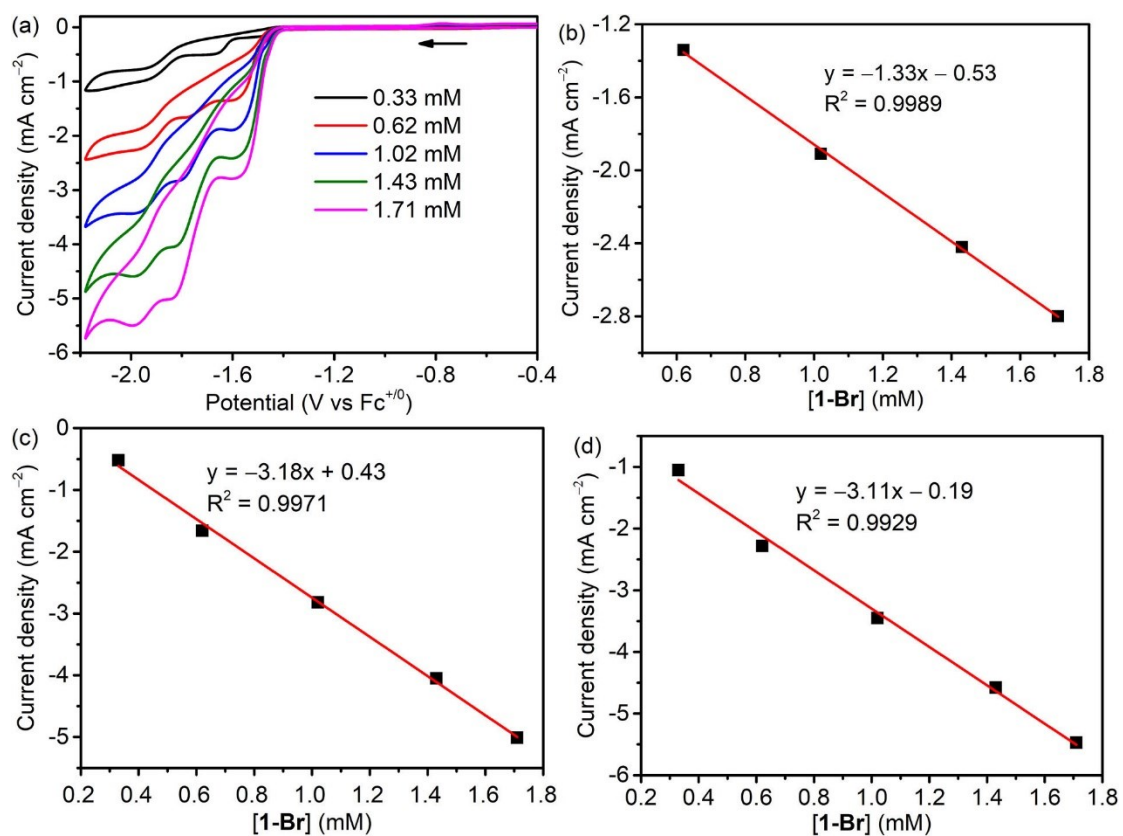 (a)
0
-1
-2
-3
-4
-5
-6
Current density (mA cm⁻²)
0.33 mM
0.62 mM
1.02 mM
1.43 mM
1.71 mM
-2.0
-1.6
-1.2
-0.8
-0.4
Potential (V vs Fc⁺ᐟ⁰)
(b)
-1.2
-1.6
-2.0
-2.4
-2.8
Current density (mA cm⁻²)
y = −1.33x − 0.53
R² = 0.9989
0.6
0.8
1.0
1.2
1.4
1.6
1.8
[1-Br] (mM)
(c)
0
-1
-2
-3
-4
-5
Current density (mA cm⁻²)
y = −3.18x + 0.43
R² = 0.9971
0.2
0.4
0.6
0.8
1.0
1.2
1.4
1.6
1.8
[1-Br] (mM)
(d)
-1
-2
-3
-4
-5
-6
Current density (mA cm⁻²)
y = −3.11x − 0.19
R² = 0.9929
0.2
0.4
0.6
0.8
1.0
1.2
1.4
1.6
1.8
[1-Br] (mM)